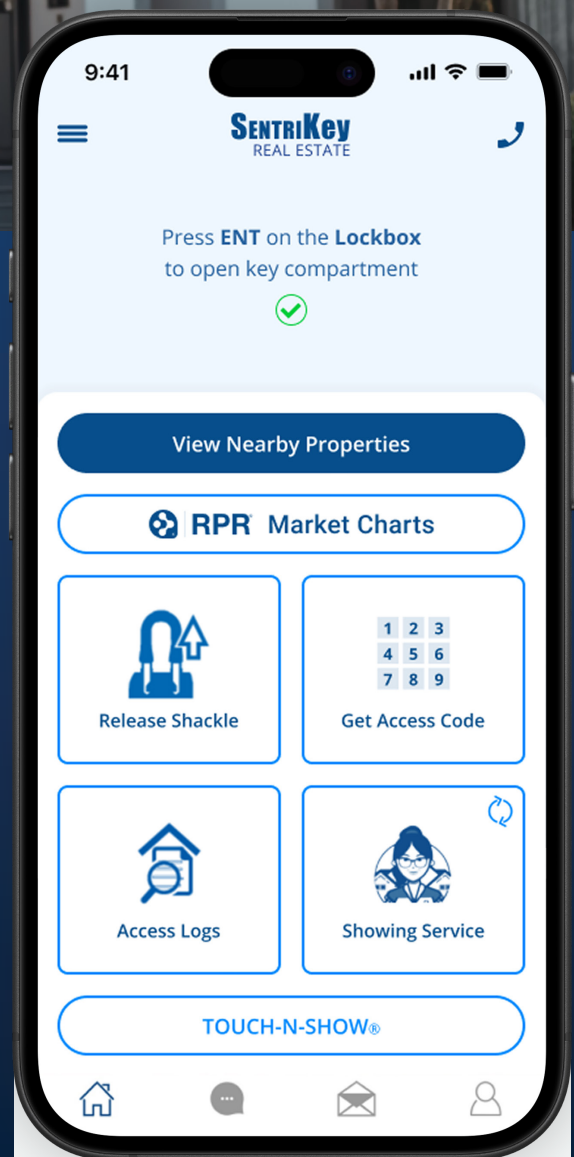 9:41
SENTRIKEY
REAL ESTATE
Press ENT on the Lockbox
to open key compartment
View Nearby Properties
RPR® Market Charts
1 2 3
4 5 6
7 8 9
Release Shackle
Get Access Code
Access Logs
Showing Service
TOUCH-N-SHOW®